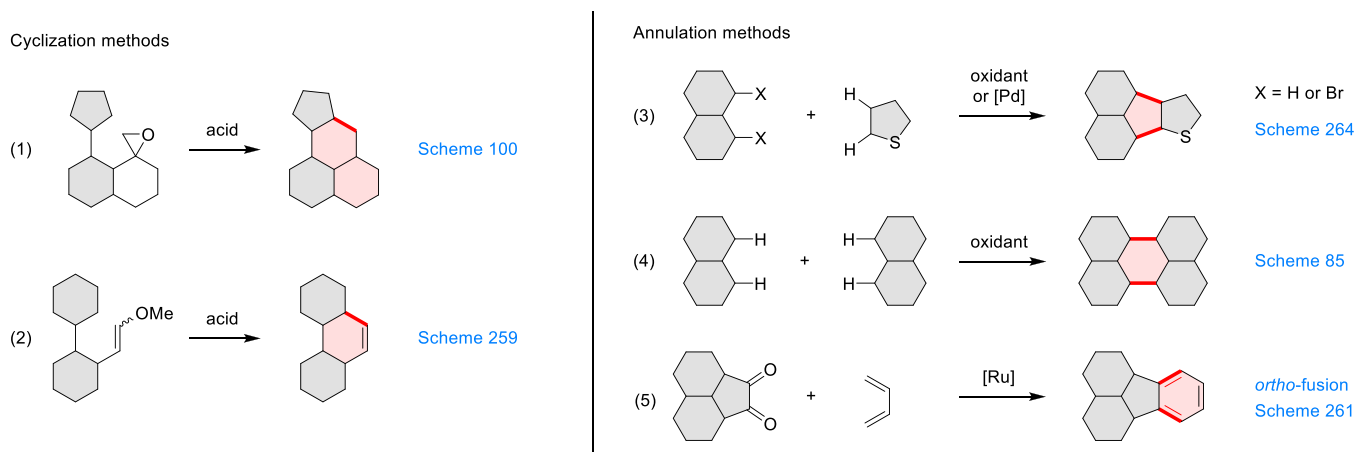 Cyclization methods
(1)
O
acid
Scheme 100
(2)
OMe
acid
Scheme 259
Annulation methods
(3)
X
X
+
H
H
S
oxidant
or [Pd]
S
X = H or Br
Scheme 264
(4)
H
H
+
H
H
oxidant
Scheme 85
(5)
O
O
+
[Ru]
ortho-fusion
Scheme 261